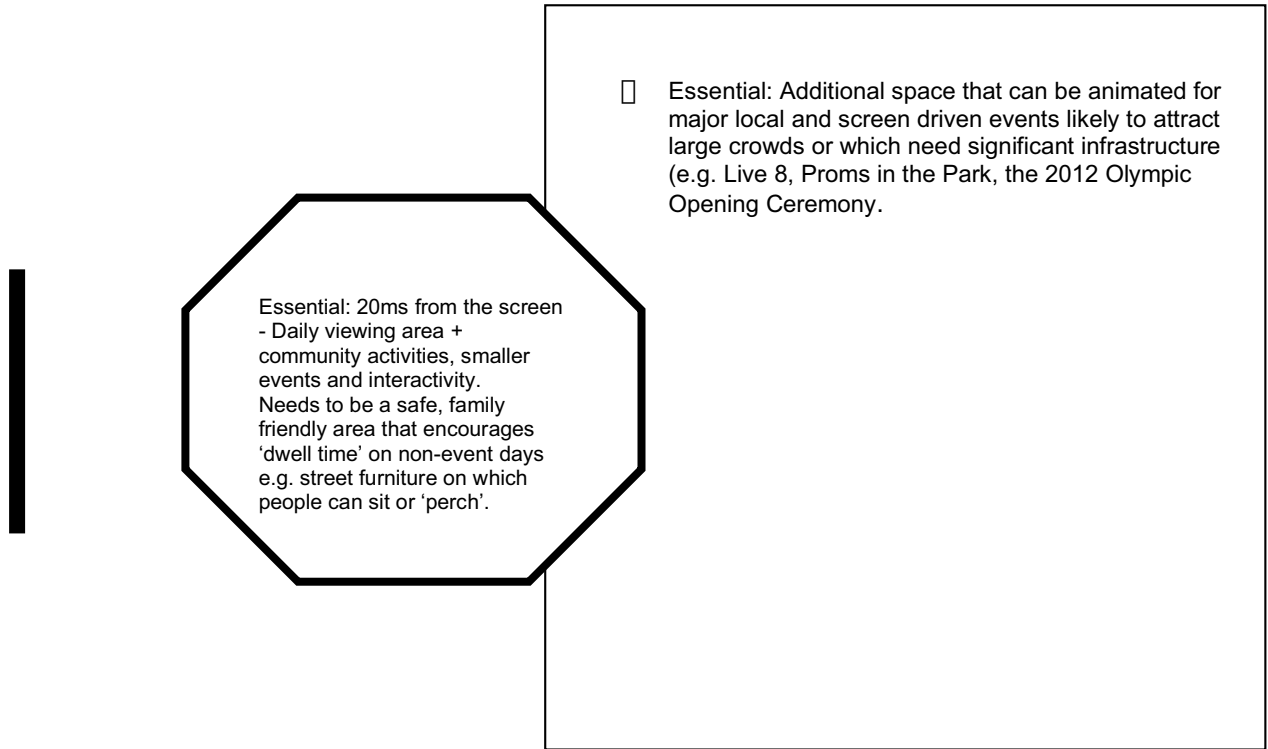 Essential: Additional space that can be animated for
major local and screen driven events likely to attract
large crowds or which need significant infrastructure
(e.g. Live 8, Proms in the Park, the 2012 Olympic
Opening Ceremony.
Essential: 20ms from the screen
- Daily viewing area +
community activities, smaller
events and interactivity.
Needs to be a safe, family
friendly area that encourages
‘dwell time’ on non-event days
e.g. street furniture on which
people can sit or ‘perch’.